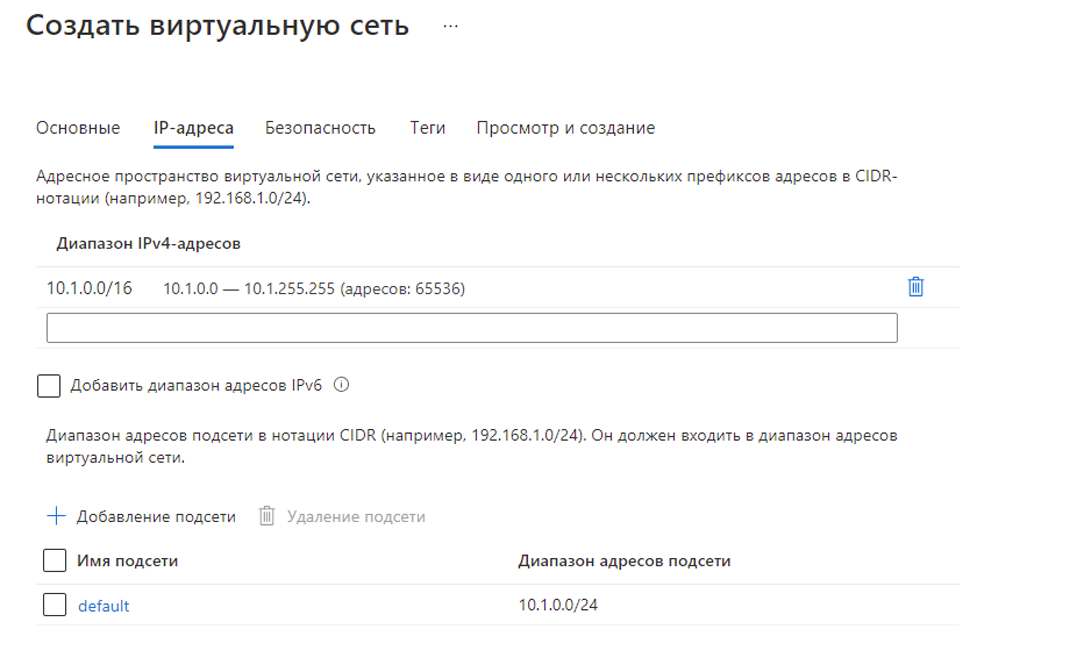 Создать виртуальную сеть ...
Основные IP-адреса Безопасность Теги Просмотр и создание
Адресное пространство виртуальной сети, указанное в виде одного или нескольких префиксов адресов в CIDR-
нотации (например, 192.168.1.0/24).
Диапазон IPv4-адресов
10.1.0.0/16 10.1.0.0 — 10.1.255.255 (адресов: 65536)
Добавить диапазон адресов IPv6
Диапазон адресов подсети в нотации CIDR (например, 192.168.1.0/24). Он должен входить в диапазон адресов
виртуальной сети.
Добавление подсети Удаление подсети
Имя подсети Диапазон адресов подсети
default 10.1.0.0/24